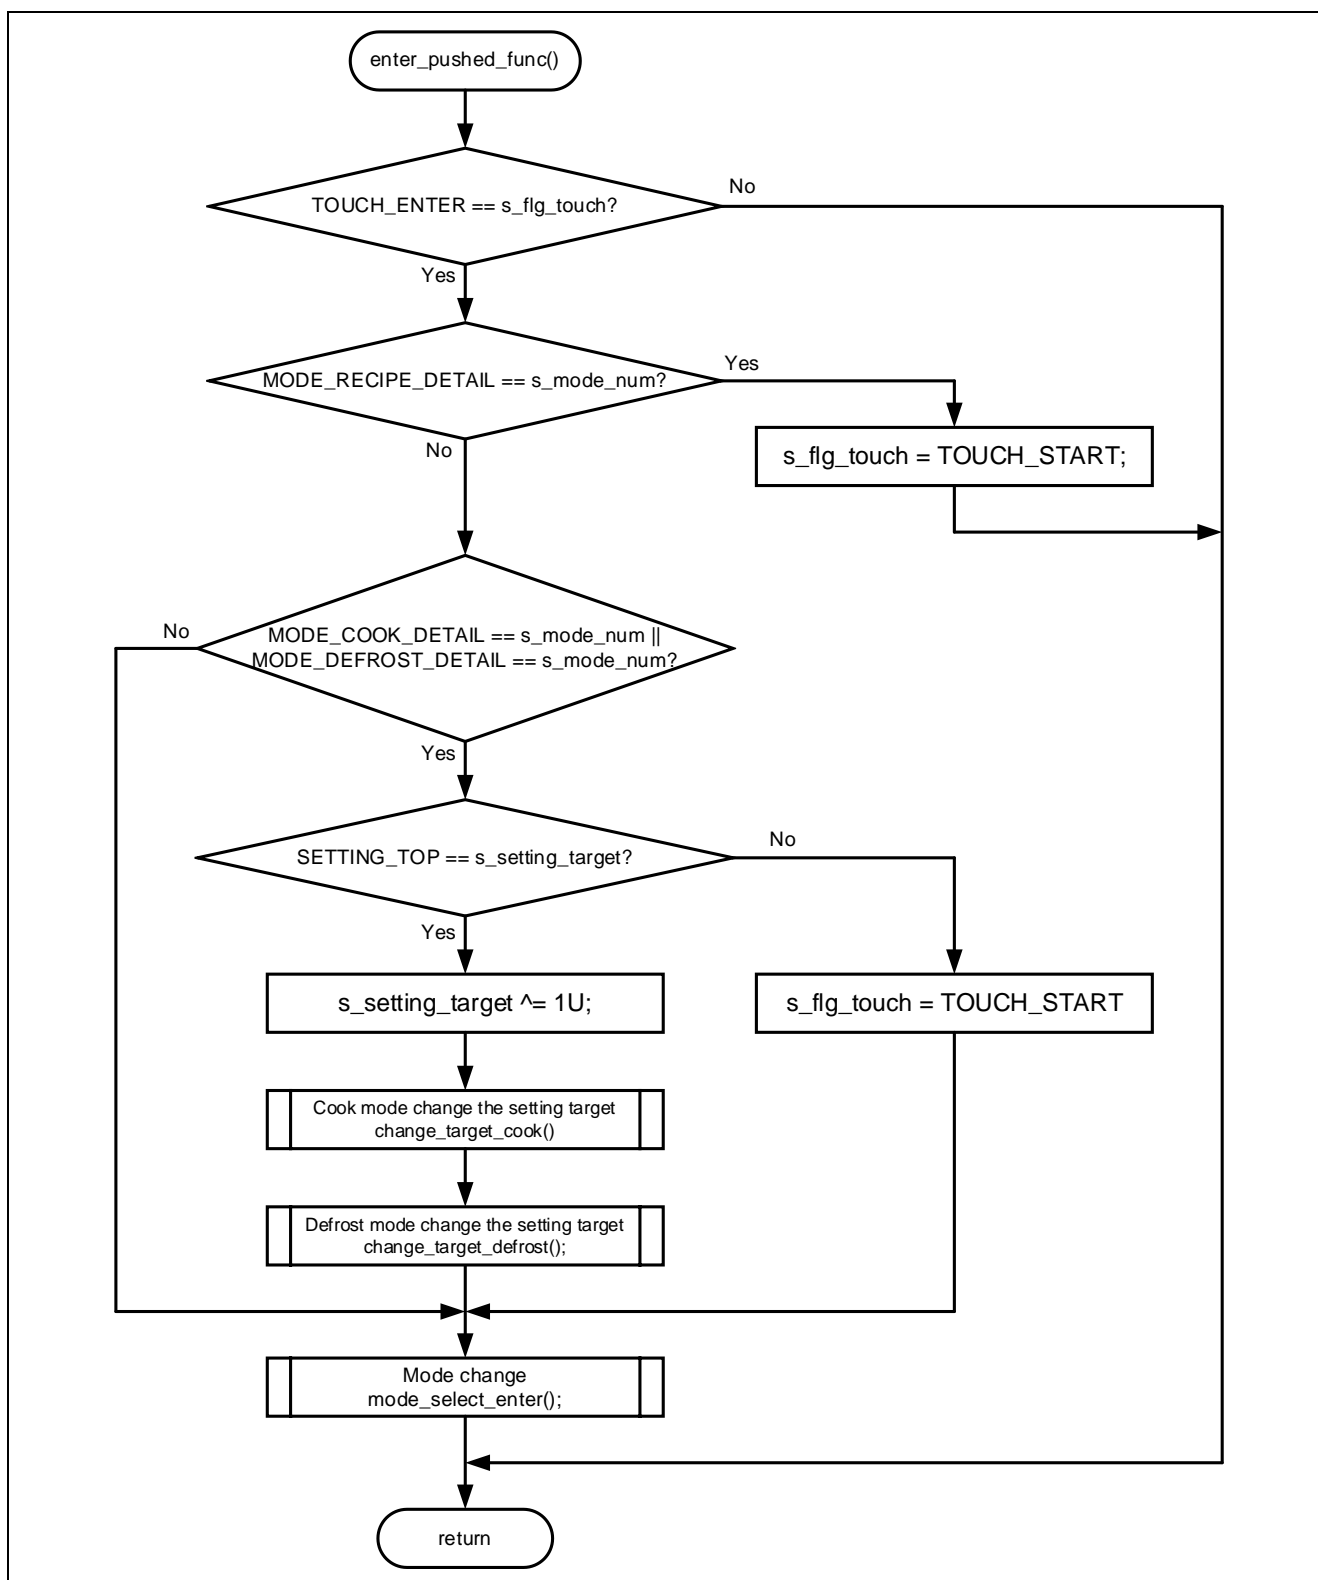 enter_pushed_func()
TOUCH_ENTER == s_flg_touch?
No
Yes
MODE_RECIPE_DETAIL == s_mode_num?
Yes
No
s_flg_touch = TOUCH_START;
MODE_COOK_DETAIL == s_mode_num ||
MODE_DEFROST_DETAIL == s_mode_num?
No
Yes
SETTING_TOP == s_setting_target?
No
Yes
s_setting_target ^= 1U;
s_flg_touch = TOUCH_START
Cook mode change the setting target
change_target_cook()
Defrost mode change the setting target
change_target_defrost();
Mode change
mode_select_enter();
return